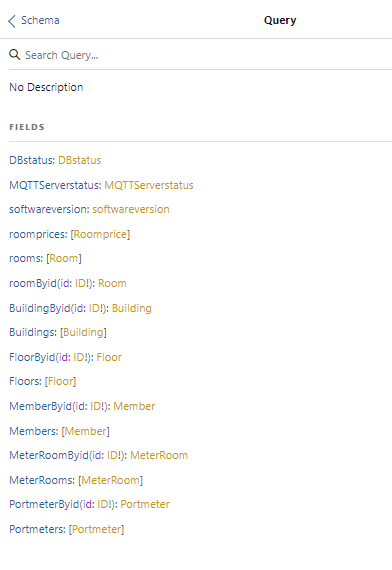 Schema
Query
Search Query...
No Description
FIELDS
DBstatus: DBstatus
MQTTServerstatus: MQTTServerstatus
softwareversion: softwareversion
roomprices: [Roomprice]
rooms: [Room]
roomByid(id: ID!): Room
BuildingByid(id: ID!): Building
Buildings: [Building]
FloorByid(id: ID!): Floor
Floors: [Floor]
MemberByid(id: ID!): Member
Members: [Member]
MeterRoomByid(id: ID!): MeterRoom
MeterRooms: [MeterRoom]
PortmeterByid(id: ID!): Portmeter
Portmeters: [Portmeter]